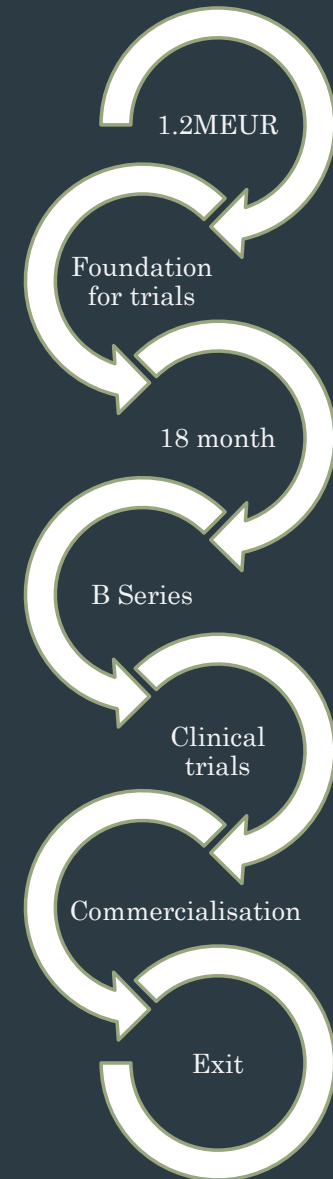 1.2MEUR
Foundation
for trials
18 month
B Series
Clinical
trials
Commercialisation
Exit